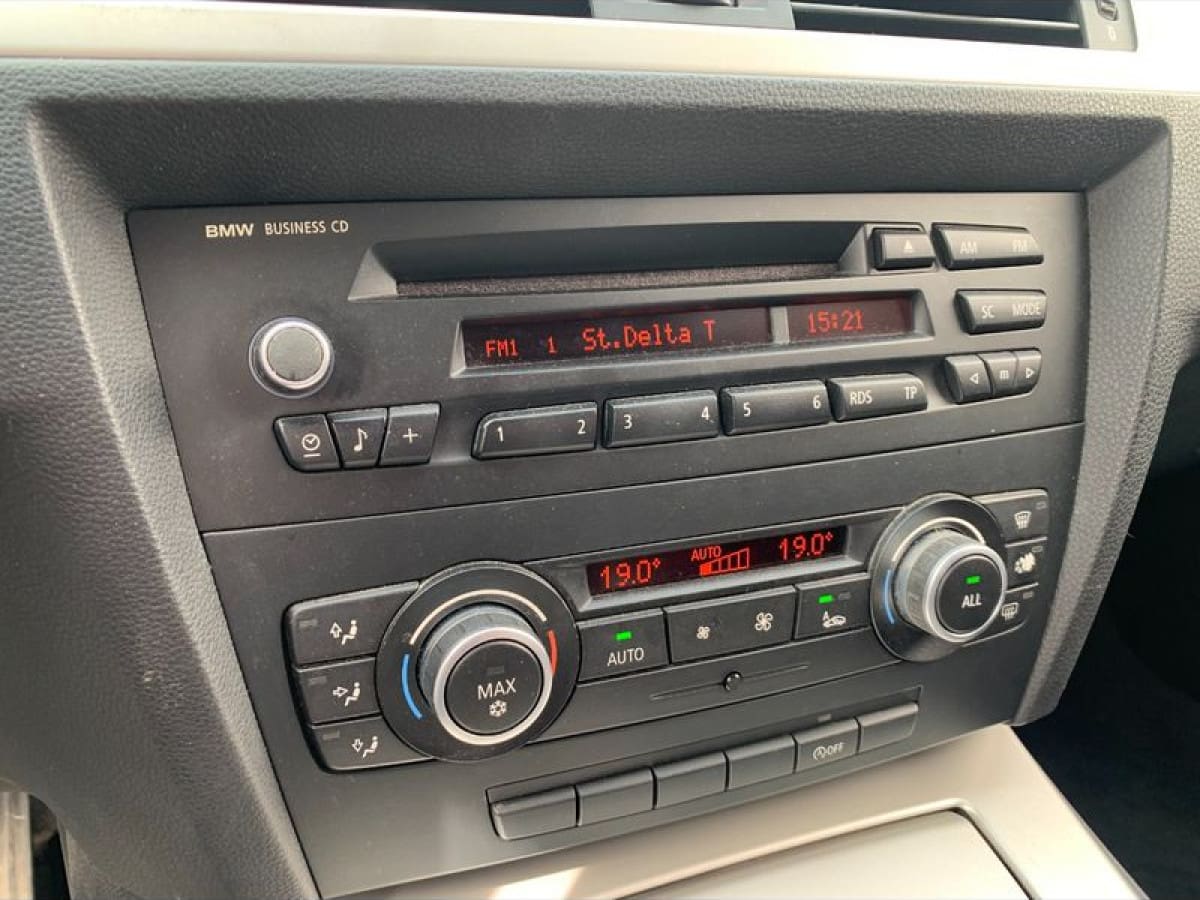 BMW BUSINESS CD
AM FM
SC MODE
FM1 1 St.Delta T 15:21
m
1 2 3 4 5 6 RDS TP
19.0° AUTO 19.0°
ALL
AUTO
A
MAX
OFF